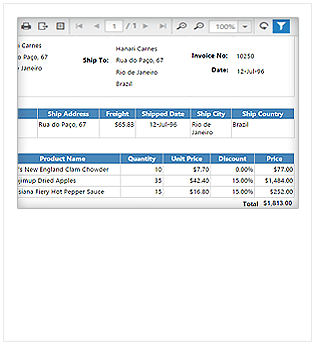 1 / 1 100%
Carnes Hanari Carnes Invoice No: 10250
Paço, 67 Ship To: Rua do Paço, 67
Janeiro Rio de Janeiro Date: 12-Jul-96
Brazil
Ship Address Freight Shipped Date Ship City Ship Country
Rua do Paço, 67 $65.83 12-Jul-96 Rio de Brazil
Janeiro
Product Name Quantity Unit Price Discount Price
's New England Clam Chowder 10 $7.70 0.00% $77.00
jimup Dried Apples 35 $42.40 15.00% $1,484.00
siana Fiery Hot Pepper Sauce 15 $16.80 15.00% $252.00
Total $1,813.00